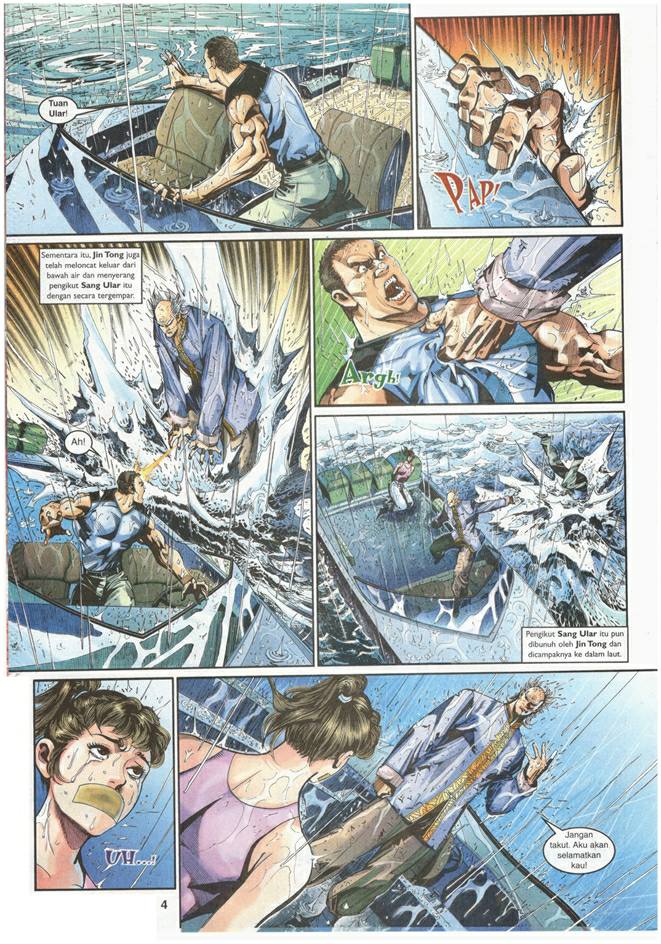 Tuan
Ular!
PAP!
Sementara itu, Jin Tong juga
telah meloncat keluar dari
bawah air dan menyerang
pengikut Sang Ular itu
dengan secara tergempar.
Ah!
Argh!
Pengikut Sang Ular itu pun
dibunuh oleh Jin Tong dan
dicampaknya ke dalam laut.
UH...!
Jangan
takut. Aku akan
selamatkan
kau!
4